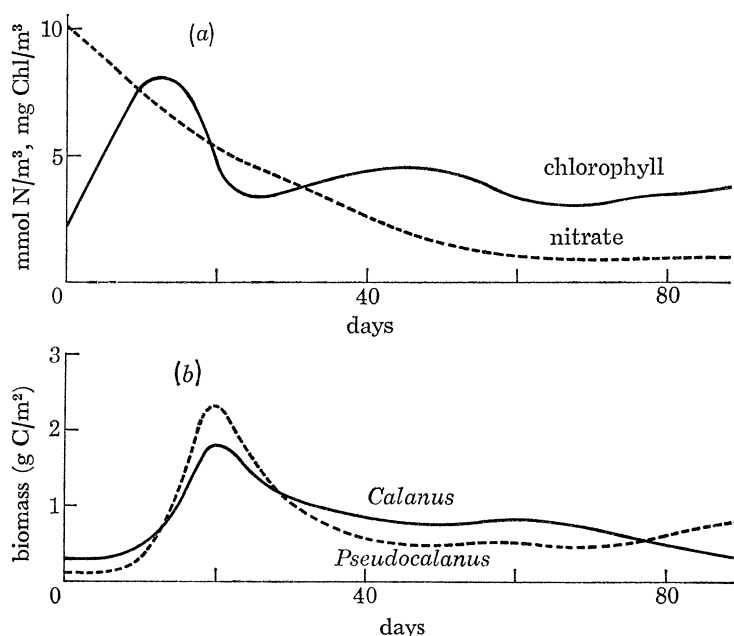 (a)
mmol N/m³, mg Chl/m³
10
5
chlorophyll
nitrate
0
40
80
days
(b)
biomass (g C/m²)
3
2
1
Calanus
Pseudocalanus
0
40
80
days